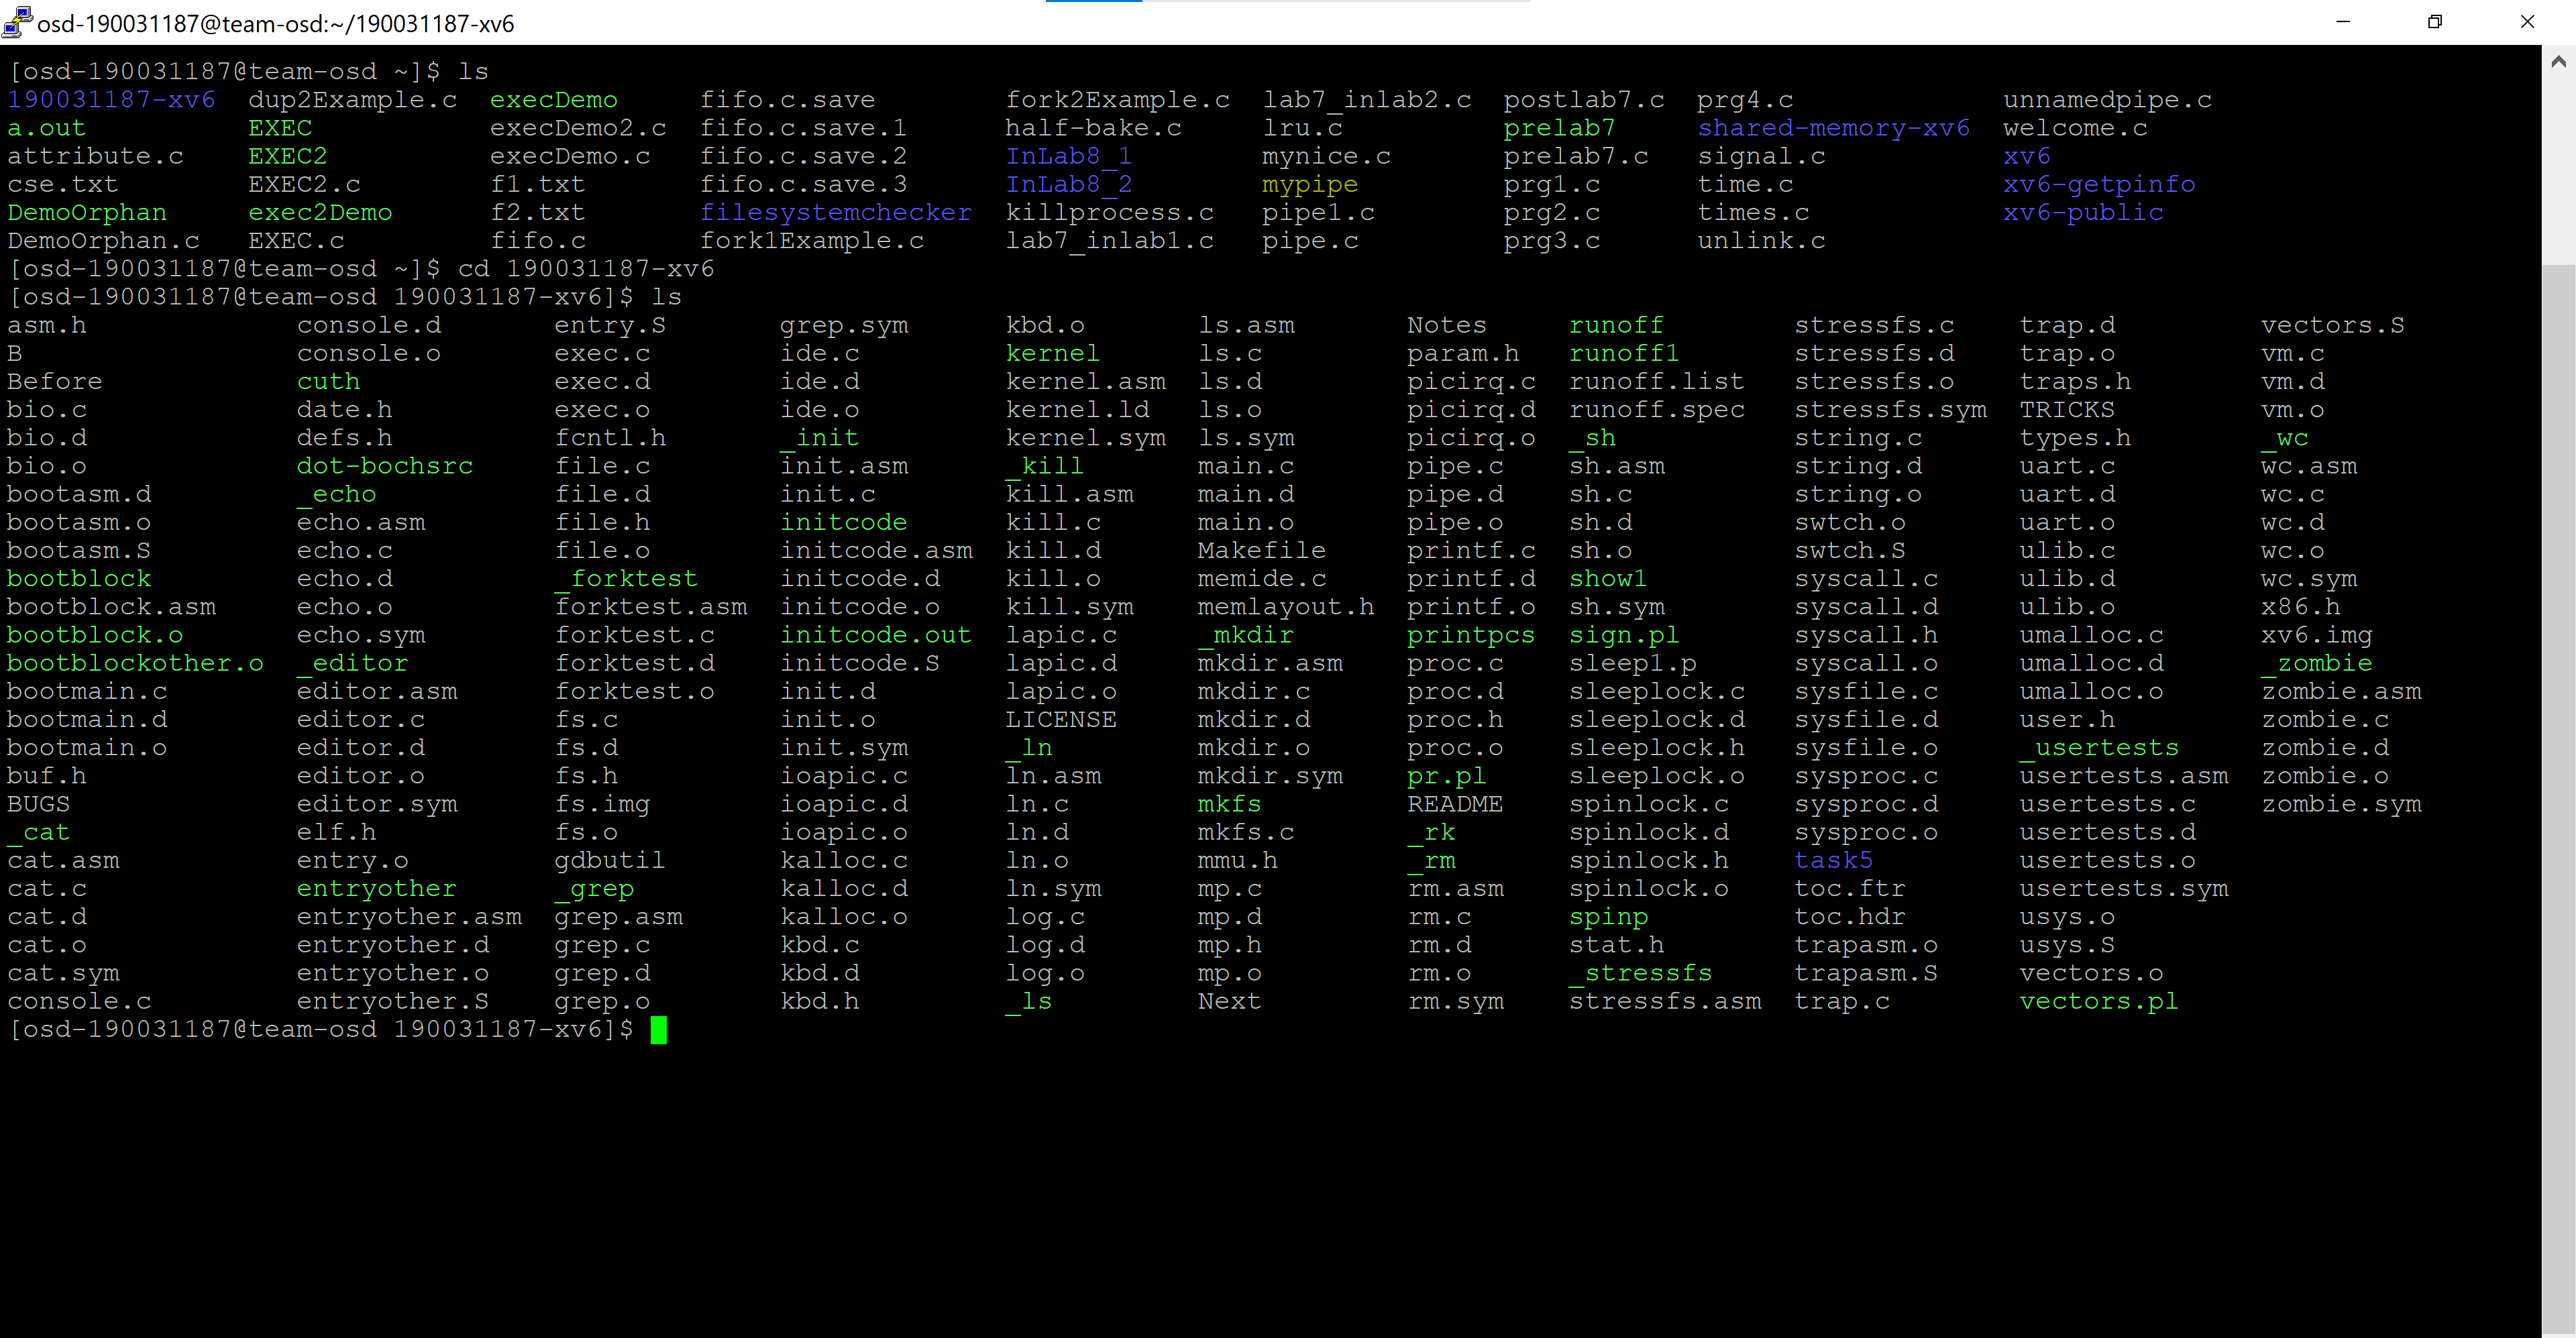 osd-190031187@team-osd:~/190031187-xv6
[osd-190031187@team-osd ~]$ ls
190031187-xv6 dup2Example.c execDemo fifo.c.save fork2Example.c lab7_inlab2.c postlab7.c prg4.c unnamedpipe.c
a.out EXEC execDemo2.c fifo.c.save.1 half-bake.c lru.c prelab7 shared-memory-xv6 welcome.c
attribute.c EXEC2 execDemo.c fifo.c.save.2 InLab8_1 mynice.c prelab7.c signal.c xv6
cse.txt EXEC2.c f1.txt fifo.c.save.3 InLab8_2 mypipe prg1.c time.c xv6-getpinfo
DemoOrphan exec2Demo f2.txt filesystemchecker killprocess.c pipe1.c prg2.c times.c xv6-public
DemoOrphan.c EXEC.c fifo.c fork1Example.c lab7_inlab1.c pipe.c prg3.c unlink.c
[osd-190031187@team-osd ~]$ cd 190031187-xv6
[osd-190031187@team-osd 190031187-xv6]$ ls
asm.h console.d entry.S grep.sym kbd.o ls.asm Notes runoff stressfs.c trap.d vectors.S
B console.o exec.c ide.c kernel ls.c param.h runoff1 stressfs.d trap.o vm.c
Before cuth exec.d ide.d kernel.asm ls.d picirq.c runoff.list stressfs.o traps.h vm.d
bio.c date.h exec.o ide.o kernel.ld ls.o picirq.d runoff.spec stressfs.sym TRICKS vm.o
bio.d defs.h fcntl.h _init kernel.sym ls.sym picirq.o _sh string.c types.h _wc
bio.o dot-bochsrc file.c init.asm _kill main.c pipe.c sh.asm string.d uart.c wc.asm
bootasm.d _echo file.d init.c kill.asm main.d pipe.d sh.c string.o uart.d wc.c
bootasm.o echo.asm file.h initcode kill.c main.o pipe.o sh.d swtch.o uart.o wc.d
bootasm.S echo.c file.o initcode.asm kill.d Makefile printf.c sh.o swtch.S ulib.c wc.o
bootblock echo.d _forktest initcode.d kill.o memide.c printf.d show1 syscall.c ulib.d wc.sym
bootblock.asm echo.o forktest.asm initcode.o kill.sym memlayout.h printf.o sh.sym syscall.d ulib.o x86.h
bootblock.o echo.sym forktest.c initcode.out lapic.c _mkdir printpcs sign.pl syscall.h umalloc.c xv6.img
bootblockother.o _editor forktest.d initcode.S lapic.d mkdir.asm proc.c sleep1.p syscall.o umalloc.d _zombie
bootmain.c editor.asm forktest.o init.d lapic.o mkdir.c proc.d sleeplock.c sysfile.c umalloc.o zombie.asm
bootmain.d editor.c fs.c init.o LICENSE mkdir.d proc.h sleeplock.d sysfile.d user.h zombie.c
bootmain.o editor.d fs.d init.sym _ln mkdir.o proc.o sleeplock.h sysfile.o _usertests zombie.d
buf.h editor.o fs.h ioapic.c ln.asm mkdir.sym pr.pl sleeplock.o sysproc.c usertests.asm zombie.o
BUGS editor.sym fs.img ioapic.d ln.c mkfs README spinlock.c sysproc.d usertests.c zombie.sym
_cat elf.h fs.o ioapic.o ln.d mkfs.c _rk spinlock.d sysproc.o usertests.d
cat.asm entry.o gdbutil kalloc.c ln.o mmu.h _rm spinlock.h task5 usertests.o
cat.c entryother _grep kalloc.d ln.sym mp.c rm.asm spinlock.o toc.ftr usertests.sym
cat.d entryother.asm grep.asm kalloc.o log.c mp.d rm.c spinp toc.hdr usys.o
cat.o entryother.d grep.c kbd.c log.d mp.h rm.d stat.h trapasm.o usys.S
cat.sym entryother.o grep.d kbd.d log.o mp.o rm.o _stressfs trapasm.S vectors.o
console.c entryother.S grep.o kbd.h _ls Next rm.sym stressfs.asm trap.c vectors.pl
[osd-190031187@team-osd 190031187-xv6]$